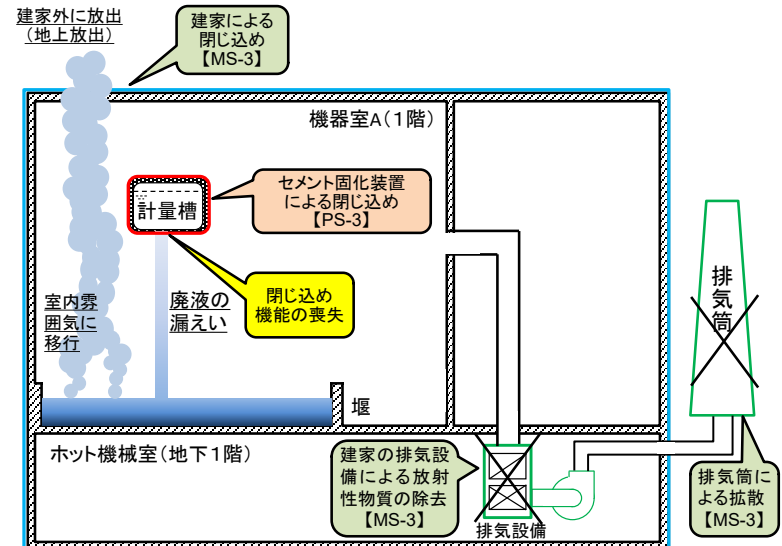 建家外に放出
(地上放出)
建家による
閉じ込め
【MS-3】
機器室A(1階)
計量槽
セメント固化装置
による閉じ込め
【PS-3】
閉じ込め
機能の喪失
室内雰
囲気に
移行
廃液の
漏えい
堰
排気筒
ホット機械室(地下1階)
建家の排気設
備による放射
性物質の除去
【MS-3】
排気設備
排気筒に
よる拡散
【MS-3】